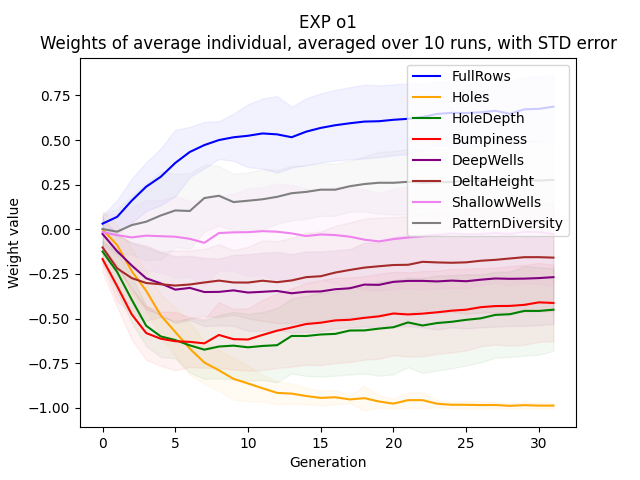 EXP o1
Weights of average individual, averaged over 10 runs, with STD error
FullRows
Holes
HoleDepth
Bumpiness
DeepWells
DeltaHeight
ShallowWells
PatternDiversity
Weight value
0.75
0.50
0.25
0.00
−0.25
−0.50
−0.75
−1.00
0 5 10 15 20 25 30
Generation